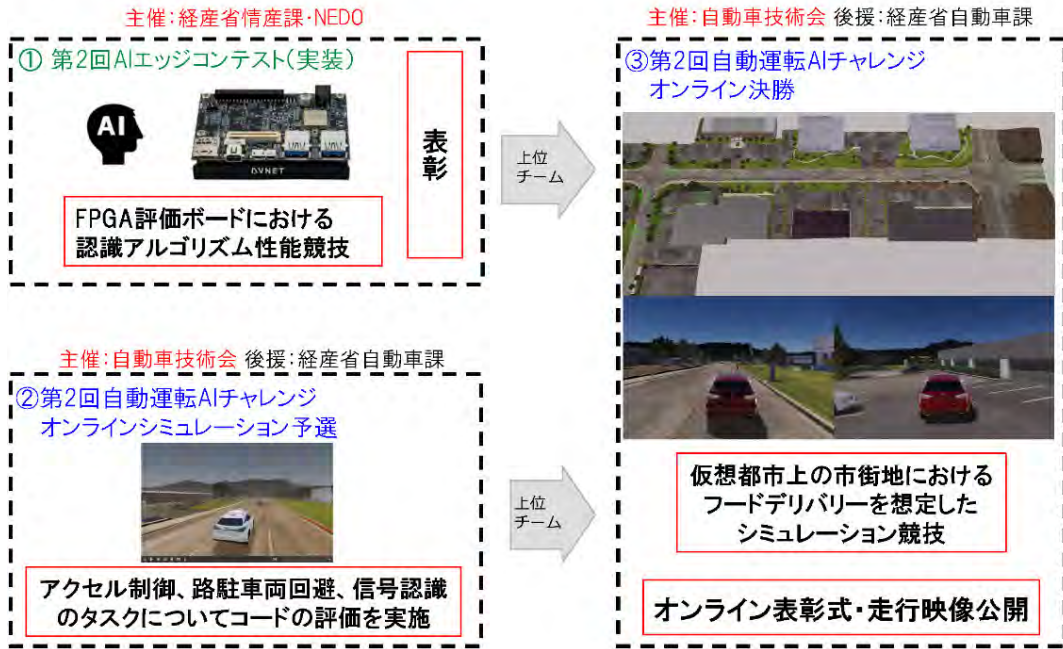 主催：経産省情産課・NEDO
① 第2回AIエッジコンテスト(実装)
AI
DVNET
表彰
FPGA評価ボードにおける
認識アルゴリズム性能競技
上位
チーム
主催：自動車技術会 後援：経産省自動車課
②第2回自動運転AIチャレンジ
オンラインシミュレーション予選
アクセル制御、路駐車両回避、信号認識
のタスクについてコードの評価を実施
上位
チーム
主催：自動車技術会 後援：経産省自動車課
③第2回自動運転AIチャレンジ
オンライン決勝
仮想都市上の市街地における
フードデリバリーを想定した
シミュレーション競技
オンライン表彰式・走行映像公開